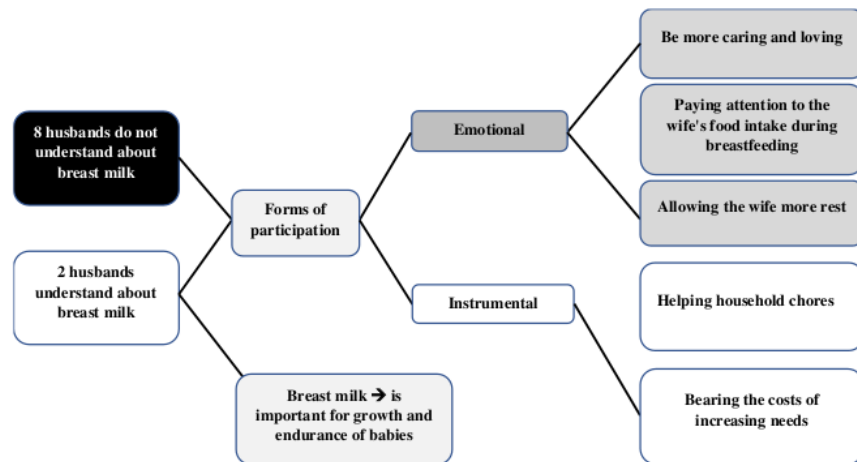 8 husbands do not
understand about
breast milk
2 husbands
understand about
breast milk
Forms of
participation
Breast milk → is
important for growth and
endurance of babies
Emotional
Instrumental
Be more caring and loving
Paying attention to the
wife's food intake during
breastfeeding
Allowing the wife more rest
Helping household chores
Bearing the costs of
increasing needs